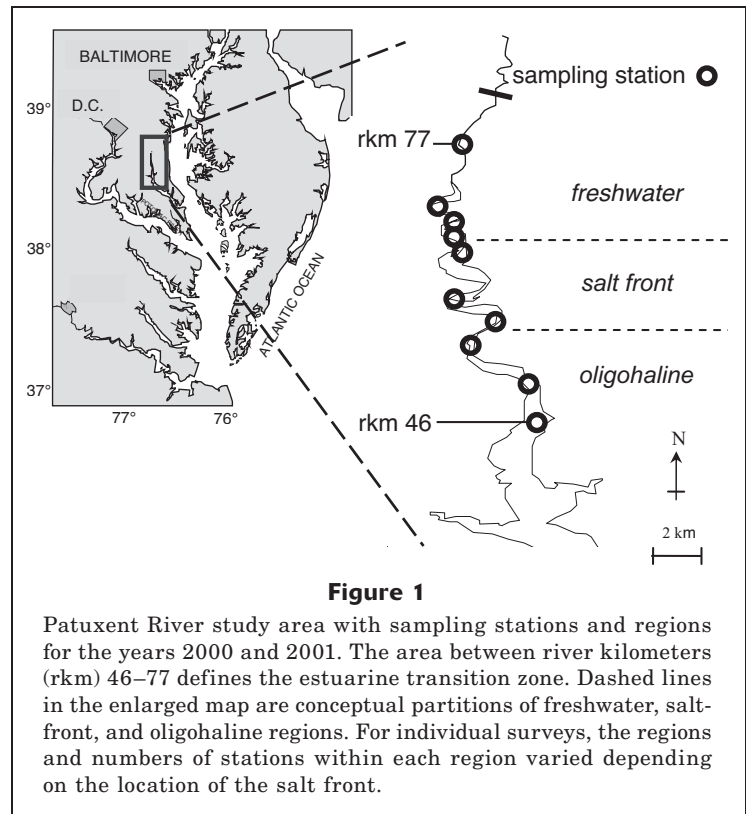 BALTIMORE
D.C.
39°
38°
37°
77°
76°
ATLANTIC OCEAN
sampling station
rkm 77
freshwater
salt front
oligohaline
rkm 46
N
2 km
Figure 1
Patuxent River study area with sampling stations and regions
for the years 2000 and 2001. The area between river kilometers
(rkm) 46–77 defines the estuarine transition zone. Dashed lines
in the enlarged map are conceptual partitions of freshwater, salt-
front, and oligohaline regions. For individual surveys, the regions
and numbers of stations within each region varied depending
on the location of the salt front.